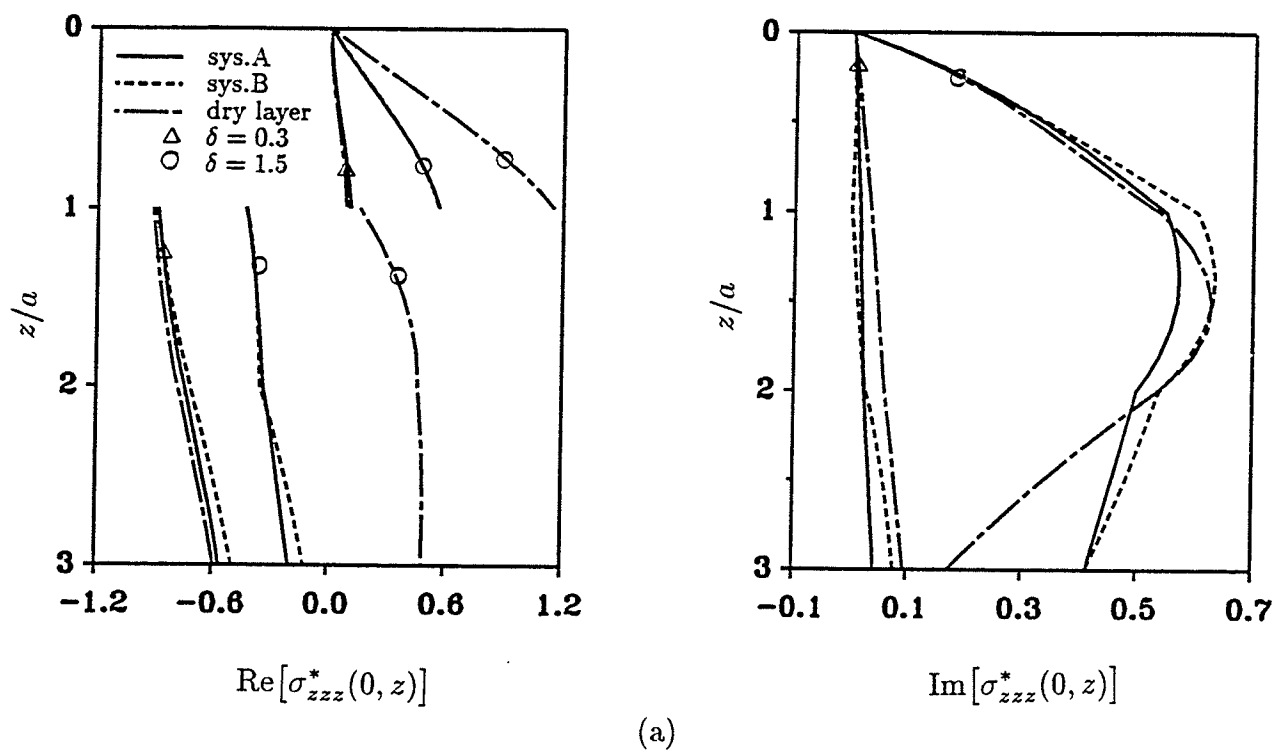 0
1
2
3
z/a
sys.A
sys.B
dry layer
δ = 0.3
δ = 1.5
−1.2 −0.6 0.0 0.6 1.2
Re[σ*zzz(0, z)]
0
1
2
3
z/a
−0.1 0.1 0.3 0.5 0.7
Im[σ*zzz(0, z)]
(a)